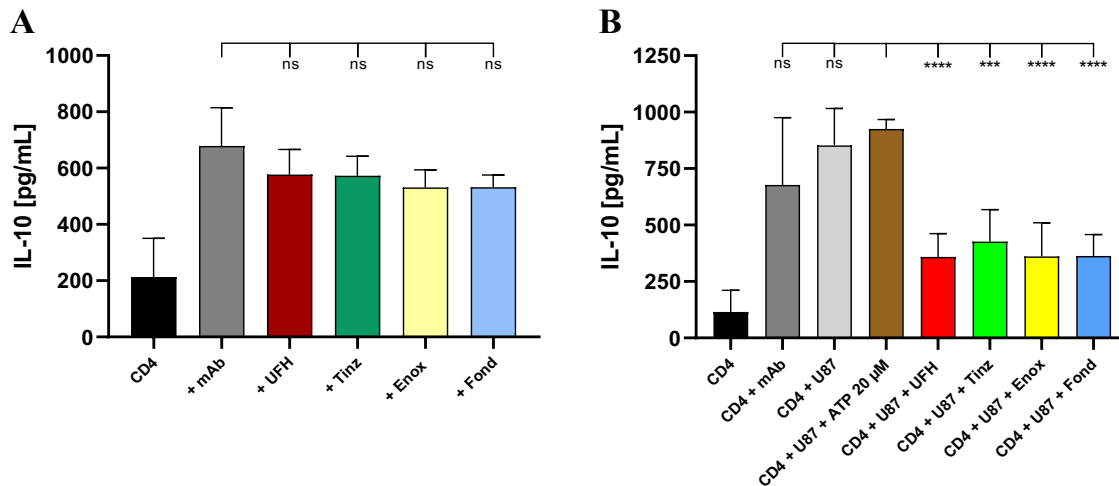 A
ns ns ns ns
IL-10 [pg/mL]
1000
800
600
400
200
0
CD4
+ mAb
+ UFH
+ Tinz
+ Enox
+ Fond
B
ns ns **** *** **** ****
IL-10 [pg/mL]
1250
1000
750
500
250
0
CD4
CD4 + mAb
CD4 + U87
CD4 + U87 + ATP 20 µM
CD4 + U87 + UFH
CD4 + U87 + Tinz
CD4 + U87 + Enox
CD4 + U87 + Fond